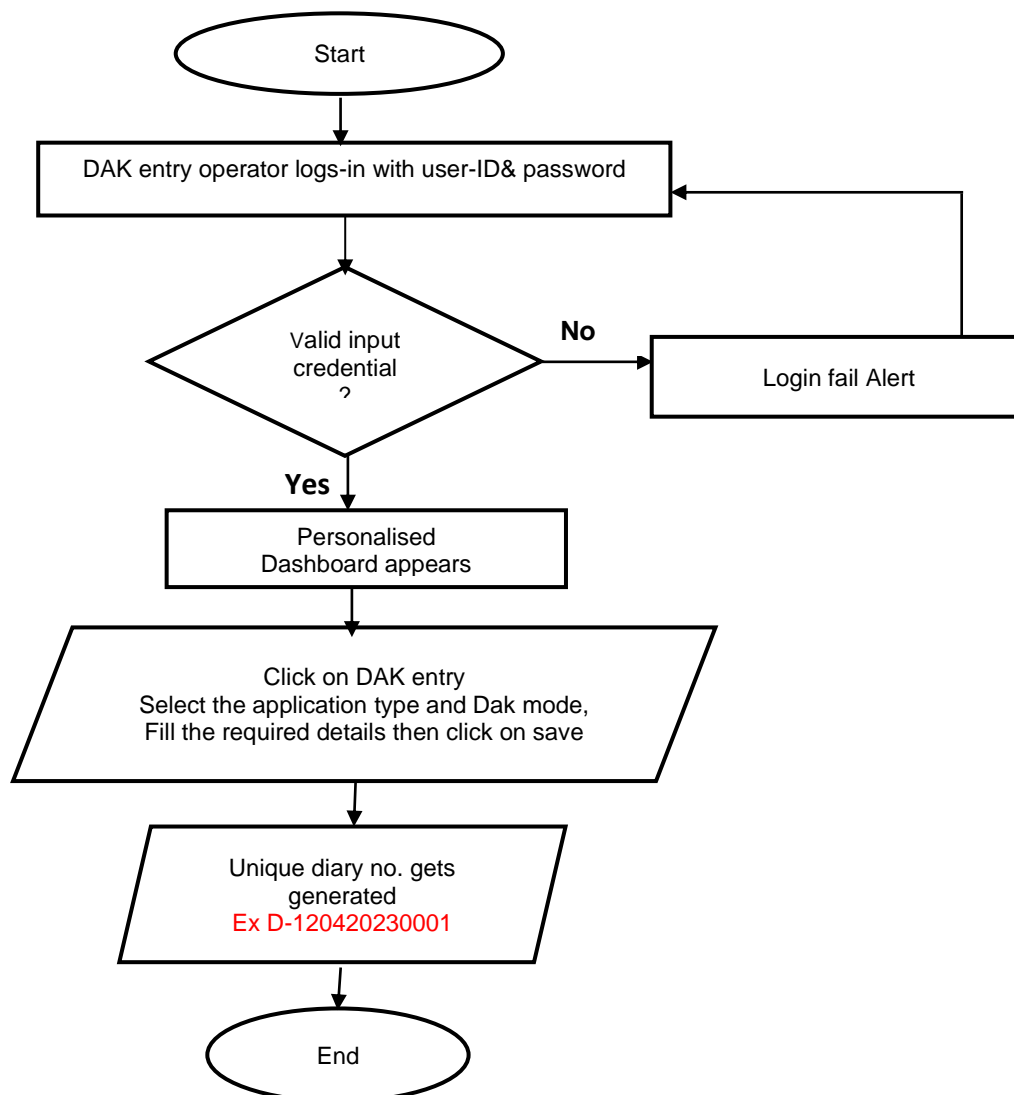 Start
DAK entry operator logs-in with user-ID& password
Valid input
credential
?
No
Login fail Alert
Yes
Personalised
Dashboard appears
Click on DAK entry
Select the application type and Dak mode,
Fill the required details then click on save
Unique diary no. gets
generated
Ex D-120420230001
End